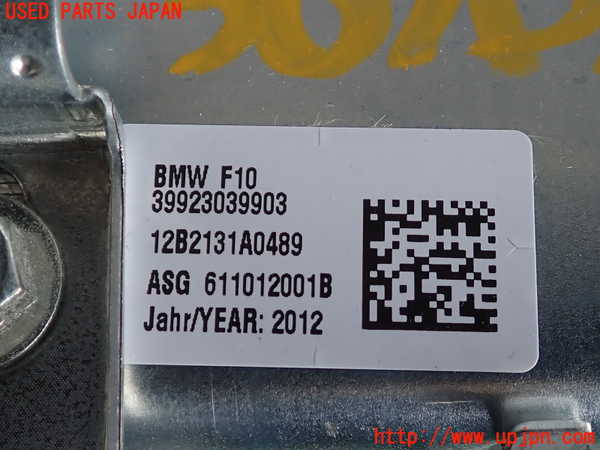 USED PARTS JAPAN
BMW F10
39923039903
12B2131A0489
ASG 611012001B
Jahr/YEAR: 2012
http://www.upjpn.com/